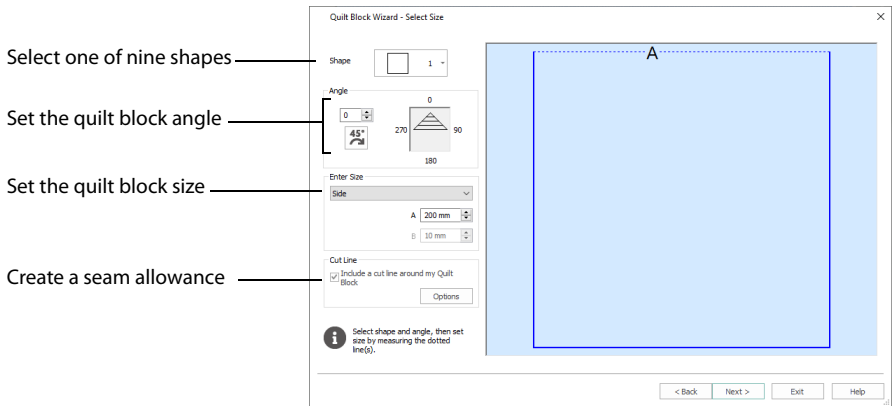 Quilt Block Wizard - Select Size
Select one of nine shapes
Shape
1
A
Angle
0
0
Set the quilt block angle
45°
270
90
180
Enter Size
Set the quilt block size
Side
A 200 mm
B 10 mm
Cut Line
Create a seam allowance
Include a cut line around my Quilt
Block
Options
i
Select shape and angle, then set
size by measuring the dotted
line(s).
< Back Next > Exit Help